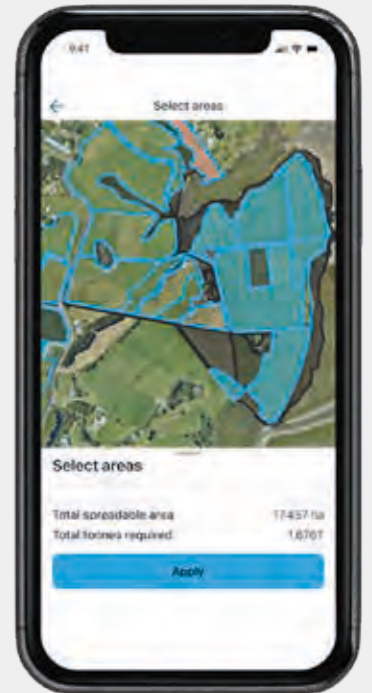 9:41
Select areas
Select areas
Total spreadable area
Total tonnes required
Apply